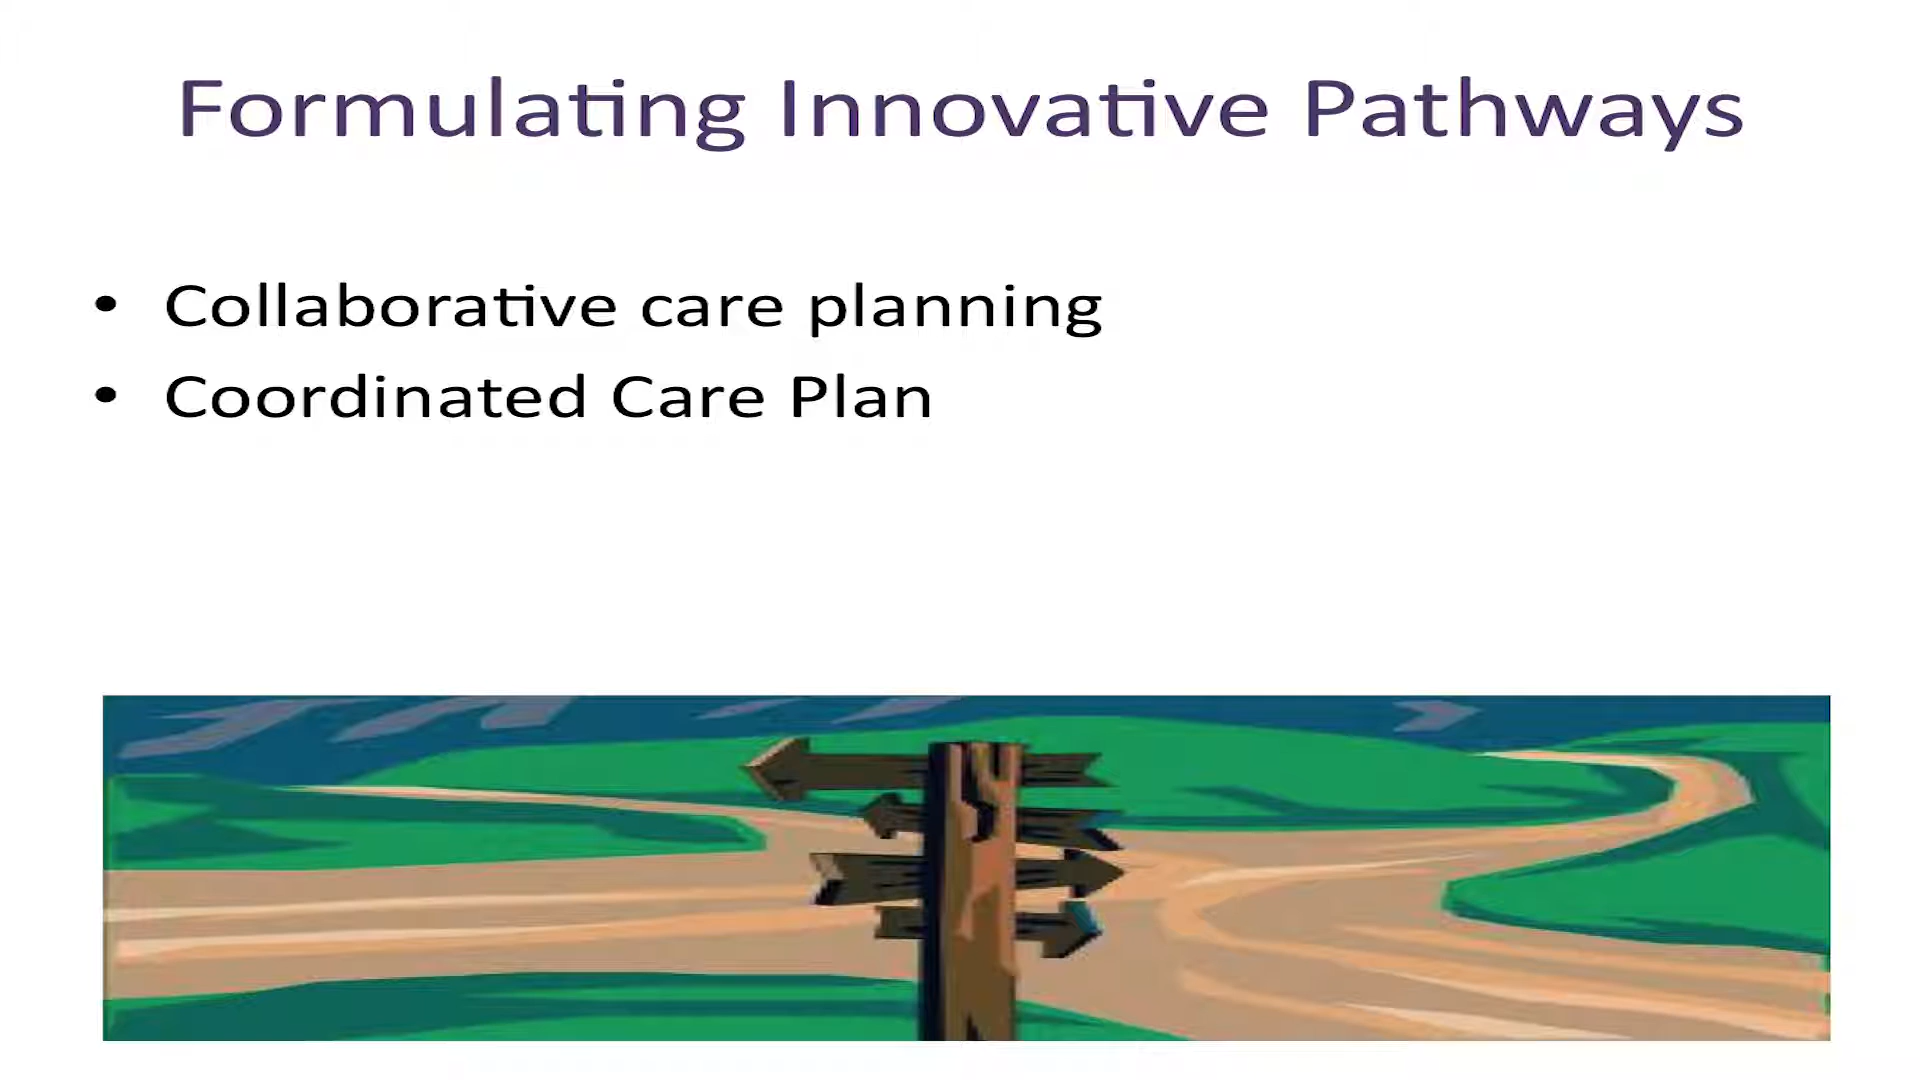 Formulating Innovative Pathways
• Collaborative care planning
• Coordinated Care Plan